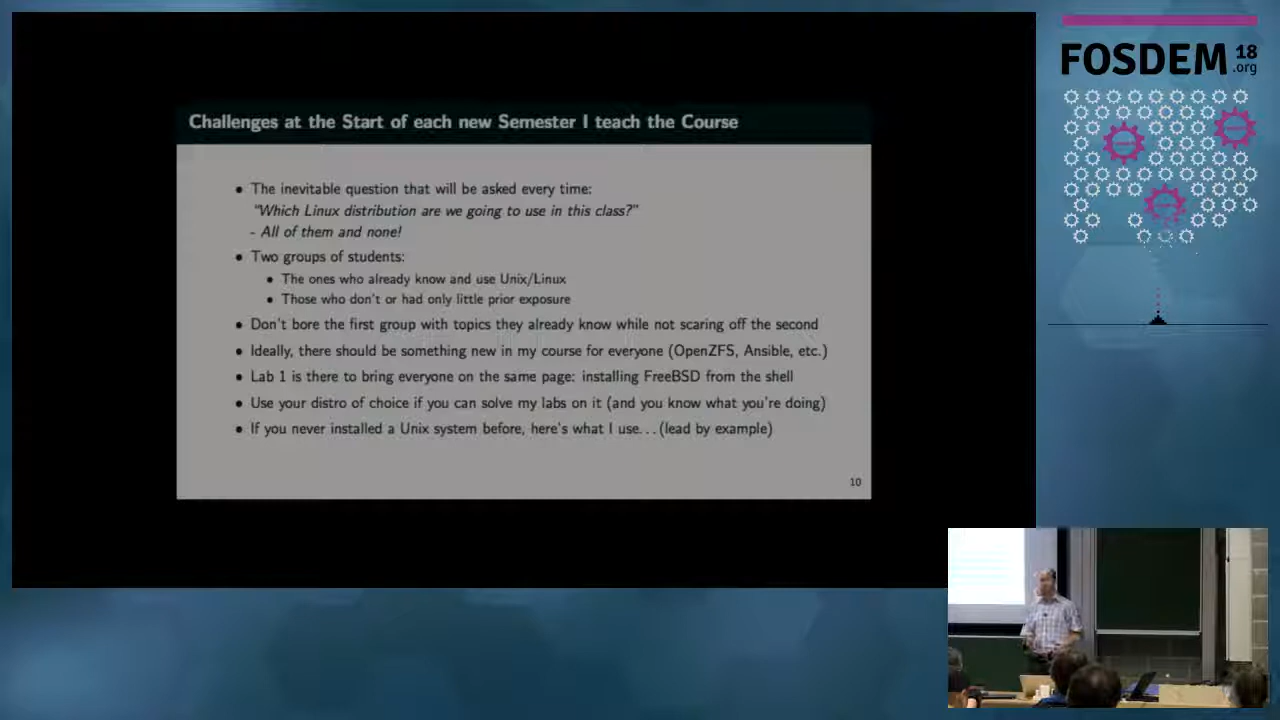 Challenges at the Start of each new Semester I teach the Course
• The inevitable question that will be asked every time:
"Which Linux distribution are we going to use in this class?"
- All of them and none!
• Two groups of students:
• The ones who already know and use Unix/Linux
• Those who don't or had only little prior exposure
• Don't bore the first group with topics they already know while not scaring off the second
• Ideally, there should be something new in my course for everyone (OpenZFS, Ansible, etc.)
• Lab 1 is there to bring everyone on the same page: installing FreeBSD from the shell
• Use your distro of choice if you can solve my labs on it (and you know what you're doing)
• If you never installed a Unix system before, here's what I use... (lead by example)
10
FOSDEM 18
.org